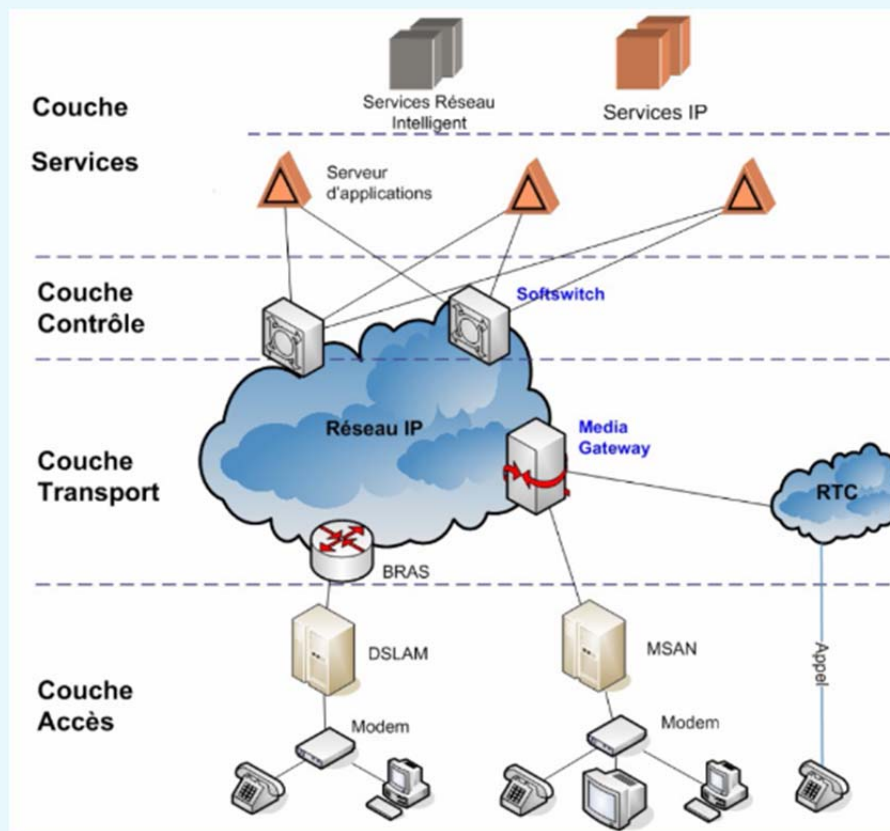 Services Réseau
Intelligent
Services IP
Couche
Services
Serveur
d'applications
Couche
Contrôle
Softswitch
Réseau IP
Media
Gateway
Couche
Transport
RTC
BRAS
DSLAM
MSAN
Appel
Couche
Accès
Modem
Modem